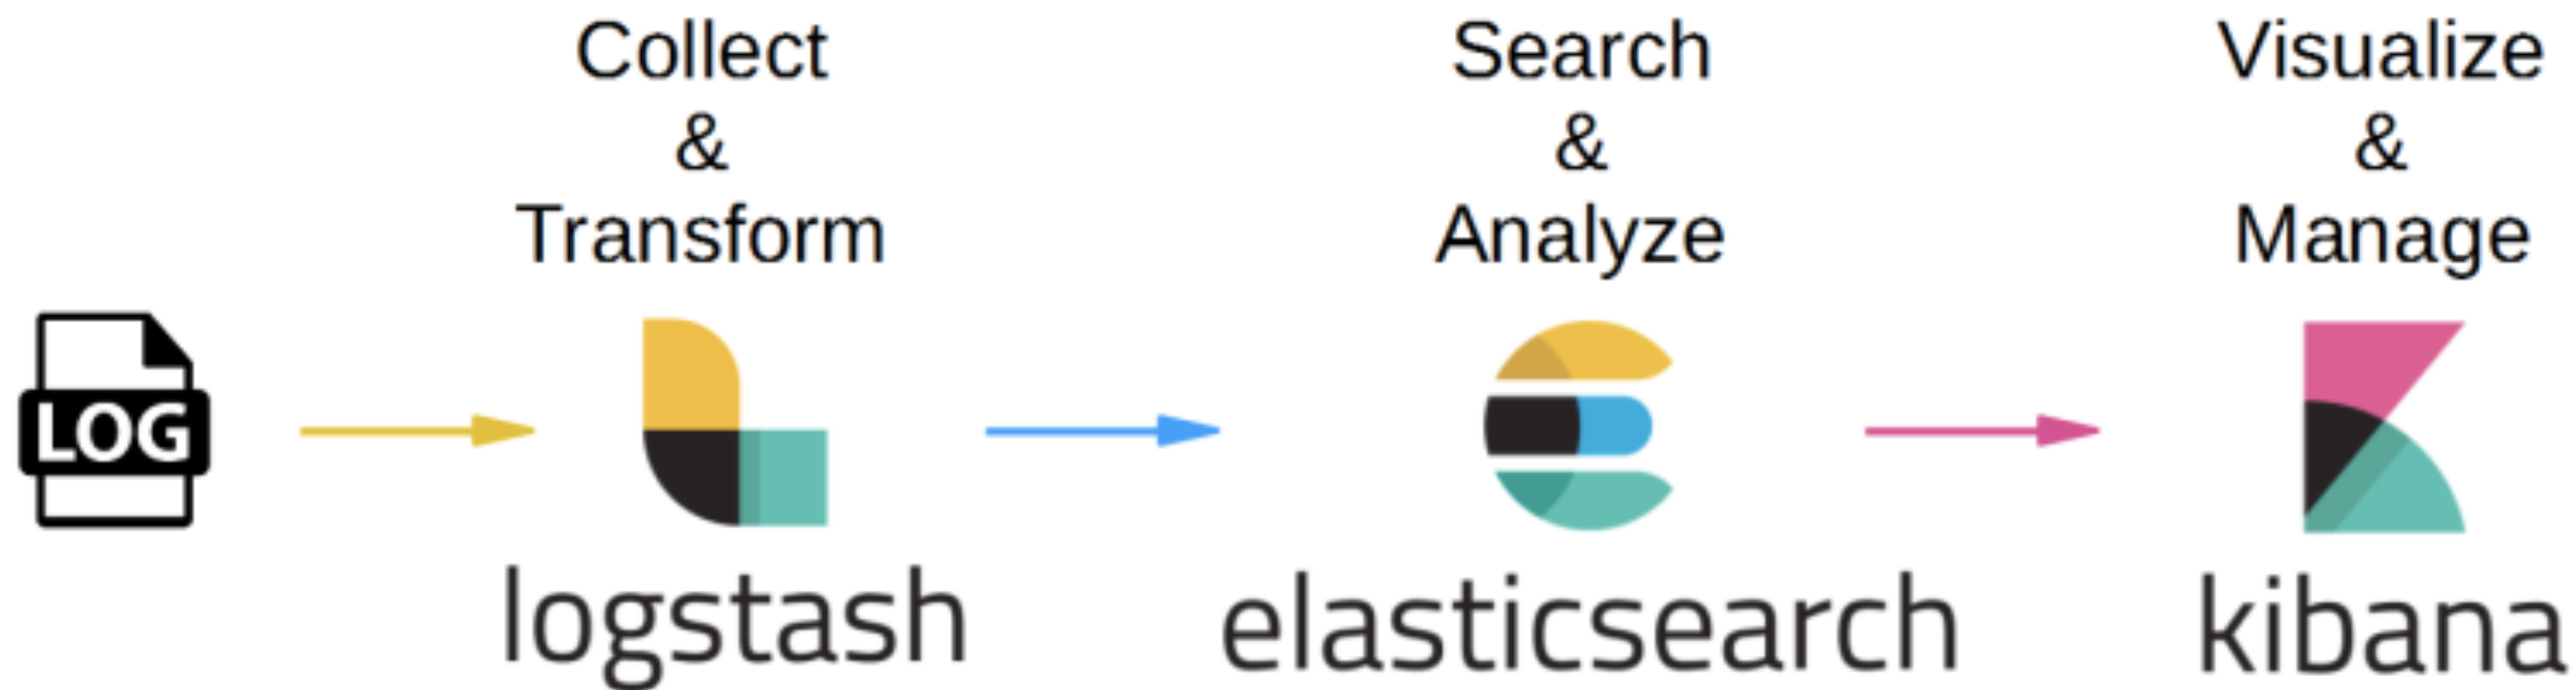 Collect
&
Transform
Search
&
Analyze
Visualize
&
Manage
LOG
logstash
elasticsearch
kibana